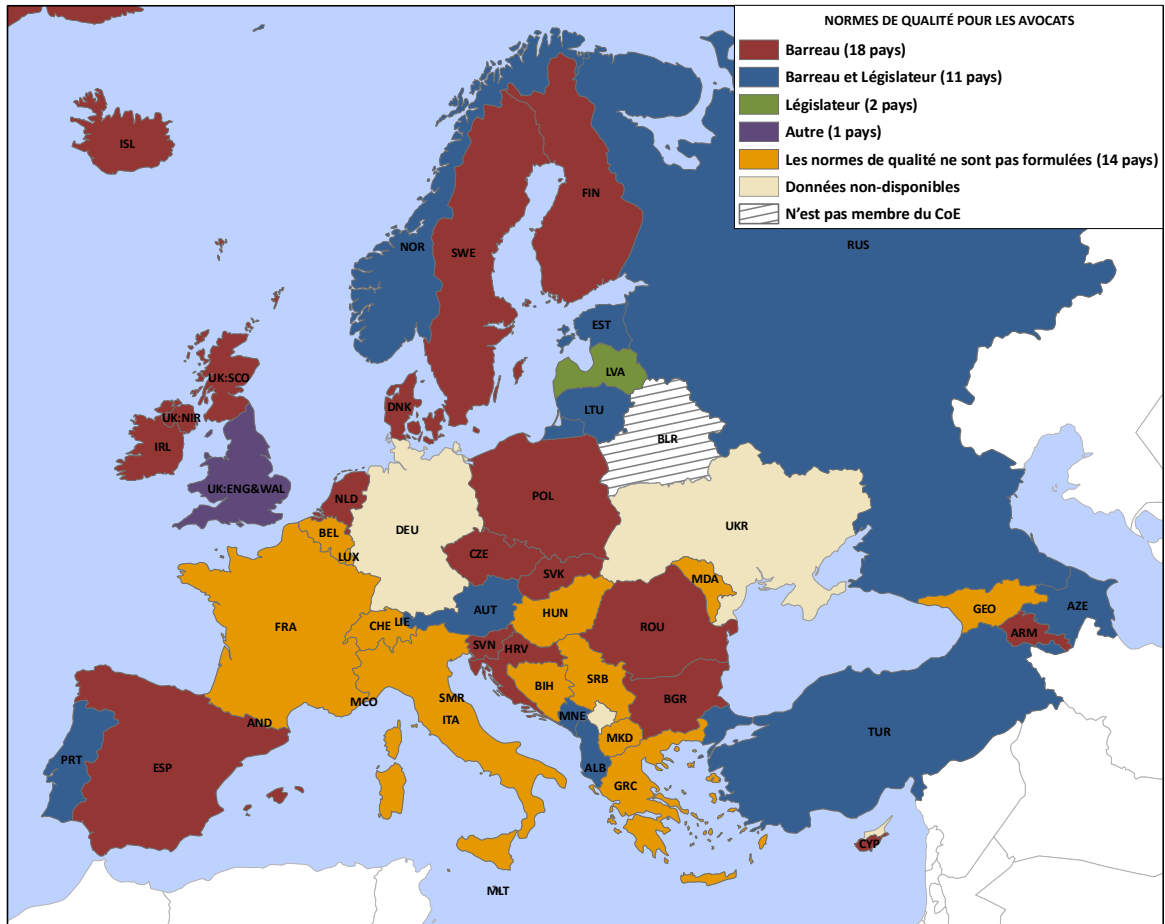 NORMES DE QUALITÉ POUR LES AVOCATS
Barreau (18 pays)
Barreau et Législateur (11 pays)
Législateur (2 pays)
Autre (1 pays)
Les normes de qualité ne sont pas formulées (14 pays)
Données non-disponibles
N'est pas membre du CoE
ISL
FIN
RUS
NOR
SWE
EST
LVA
UK:SCO
DNK
LTU
UK:NIR
BLR
IRL
UK:ENG&WAL
NLD
POL
DEU
UKR
BEL
LUX
CZE
SVK
MDA
AUT
HUN
GEO
AZE
FRA
CHE
LIE
ROU
ARM
SVN
HRV
BIH
SRB
MCO
SMR
BGR
AND
ITA
MNE
MKD
PRT
ESP
TUR
ALB
GRC
CYP
MLT